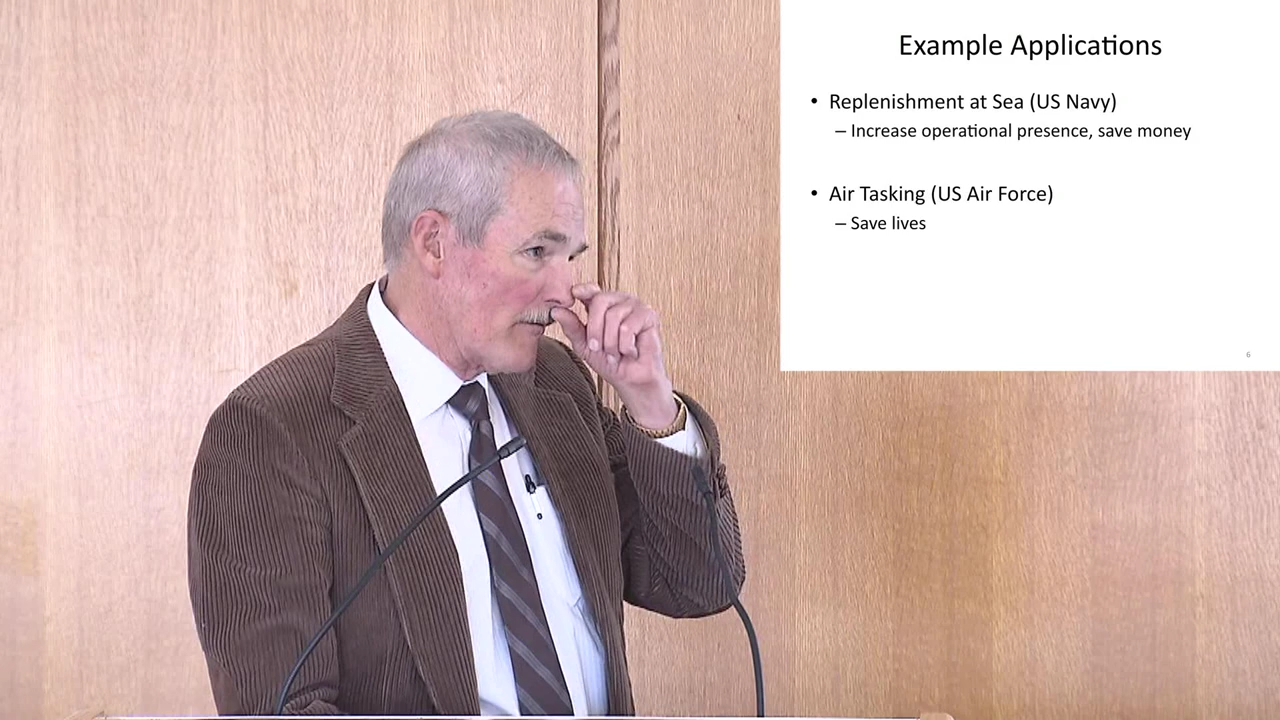 Example Applications
• Replenishment at Sea (US Navy)
– Increase operational presence, save money
• Air Tasking (US Air Force)
– Save lives
6